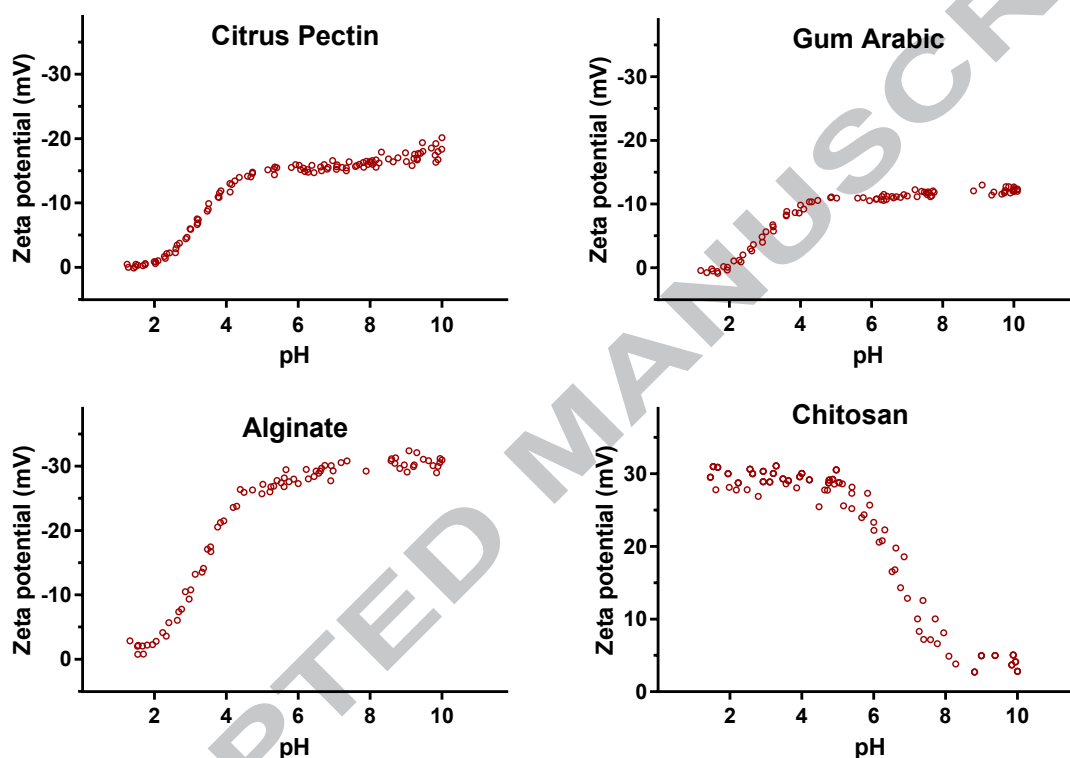 Citrus Pectin
Zeta potential (mV)
-30
-20
-10
0
2 4 6 8 10
pH
Gum Arabic
Zeta potential (mV)
-30
-20
-10
0
2 4 6 8 10
pH
Alginate
Zeta potential (mV)
-30
-20
-10
0
2 4 6 8 10
pH
Chitosan
Zeta potential (mV)
30
20
10
0
2 4 6 8 10
pH
PTED MANUSCR